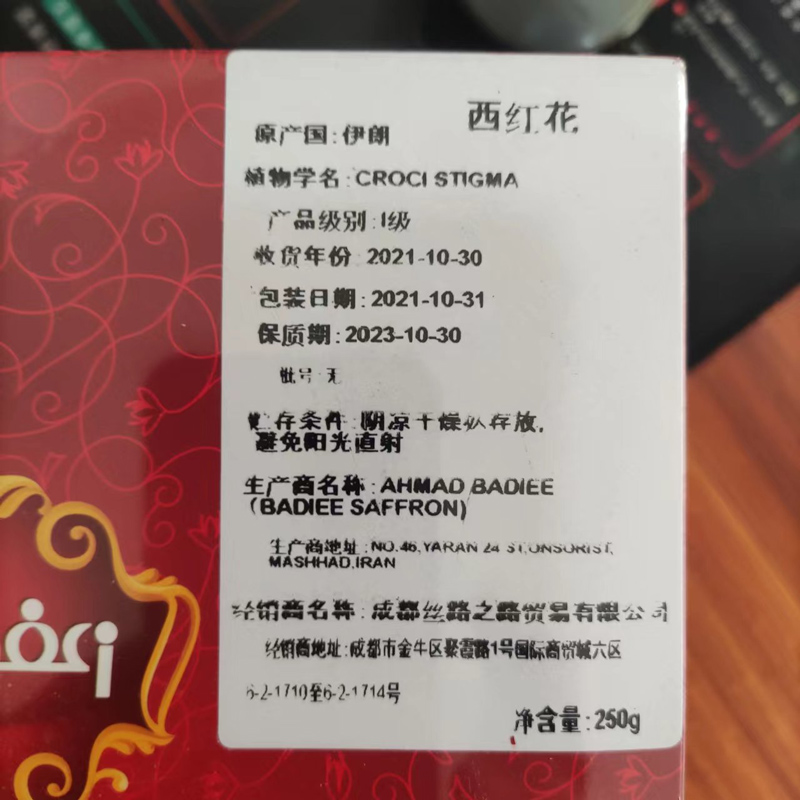 西红花
原产国:伊朗
植物学名:CROCI STIGMA
产品级别:I级
收货年份 2021-10-30
包装日期:2021-10-31
保质期:2023-10-30
批号 无
贮存条件:阴凉干燥处存放,
避免阳光直射
生产商名称:AHMAD BADIEE
(BADIEE SAFFRON)
生产商地址:NO.46,YARAN 24 ST,ONSORIST,
MASHHAD,IRAN
经销商名称:成都丝路之路贸易有限公司
经销商地址:成都市金牛区聚霞路1号国际商贸城六区
6-2-1710至6-2-1714号
净含量:250g
زعف